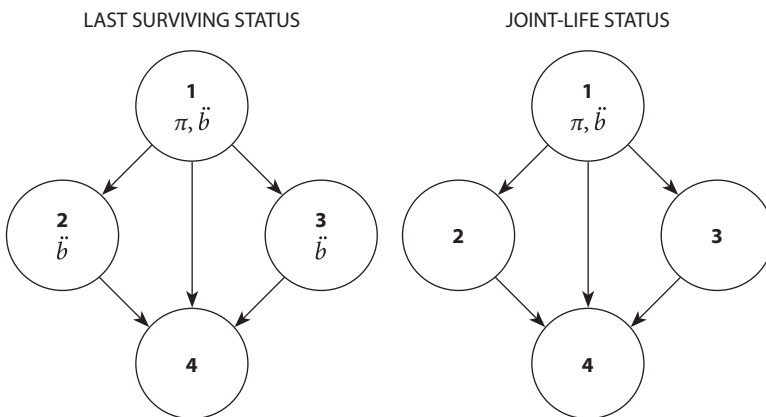 LAST SURVIVING STATUS
1
π, b̈
2
b̈
3
b̈
4
JOINT-LIFE STATUS
1
π, b̈
2
3
4